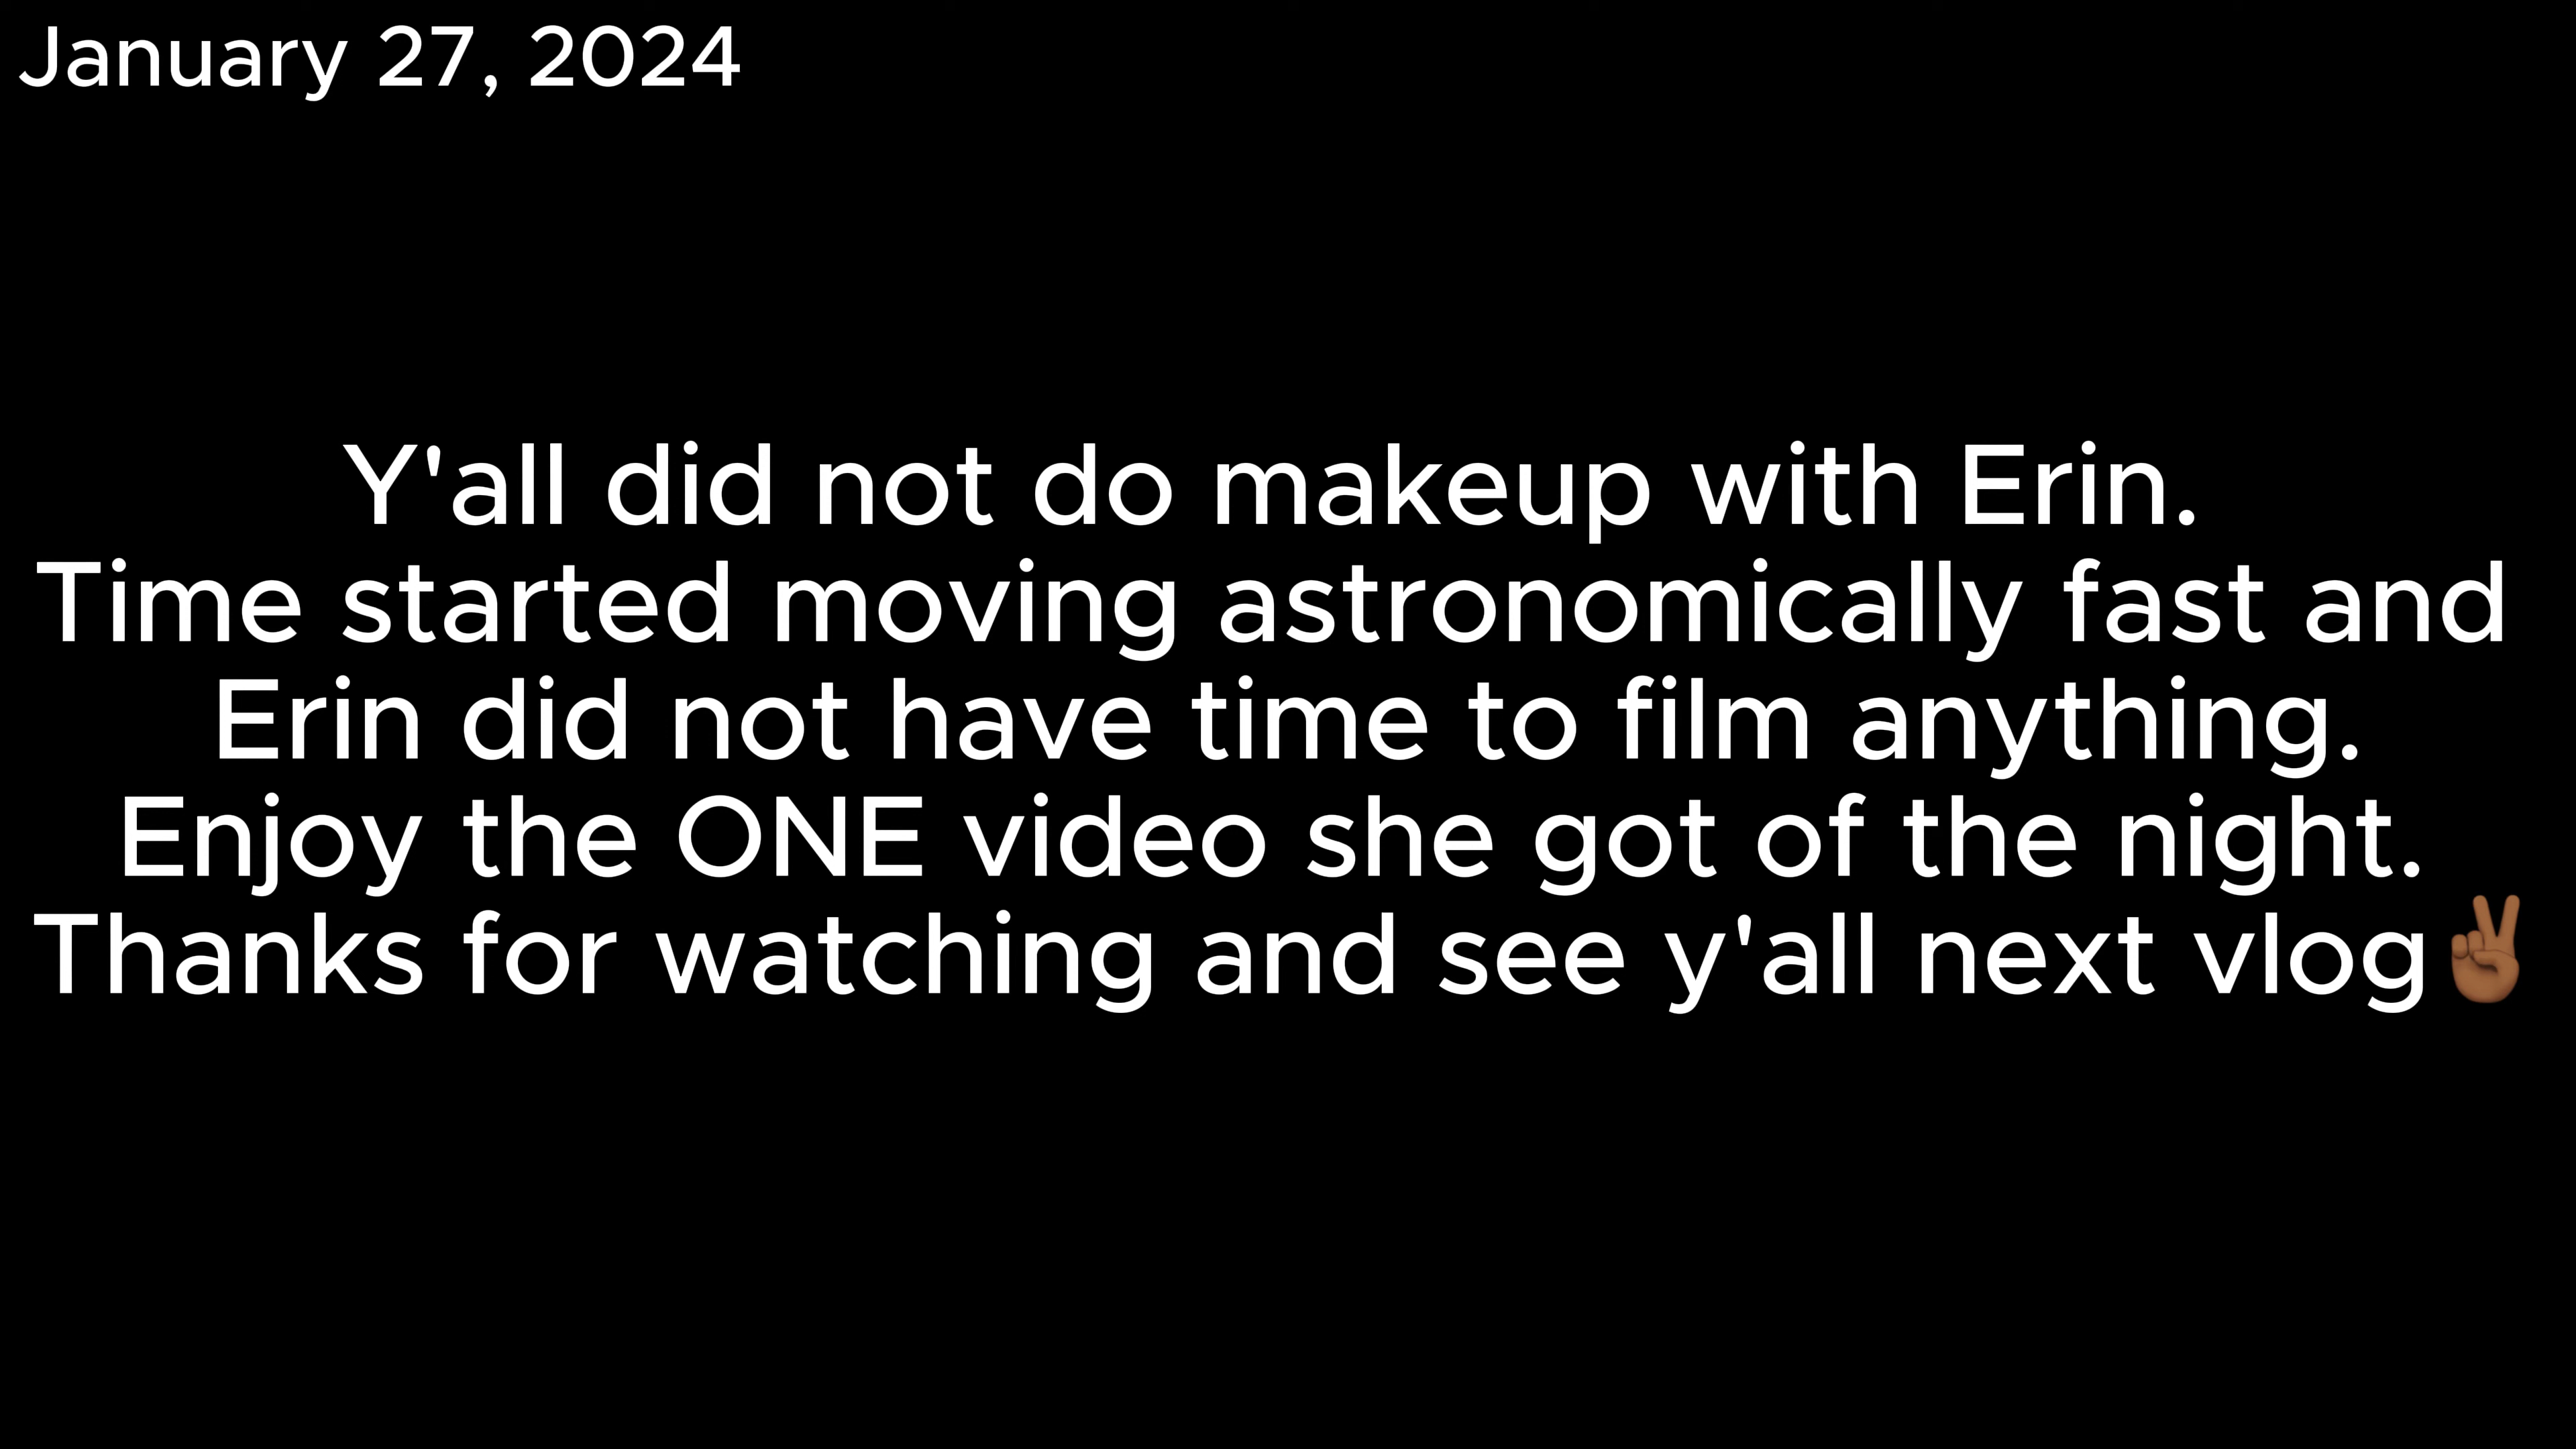 January 27, 2024
Y'all did not do makeup with Erin.
Time started moving astronomically fast and
Erin did not have time to film anything.
Enjoy the ONE video she got of the night.
Thanks for watching and see y'all next vlog✌🏾